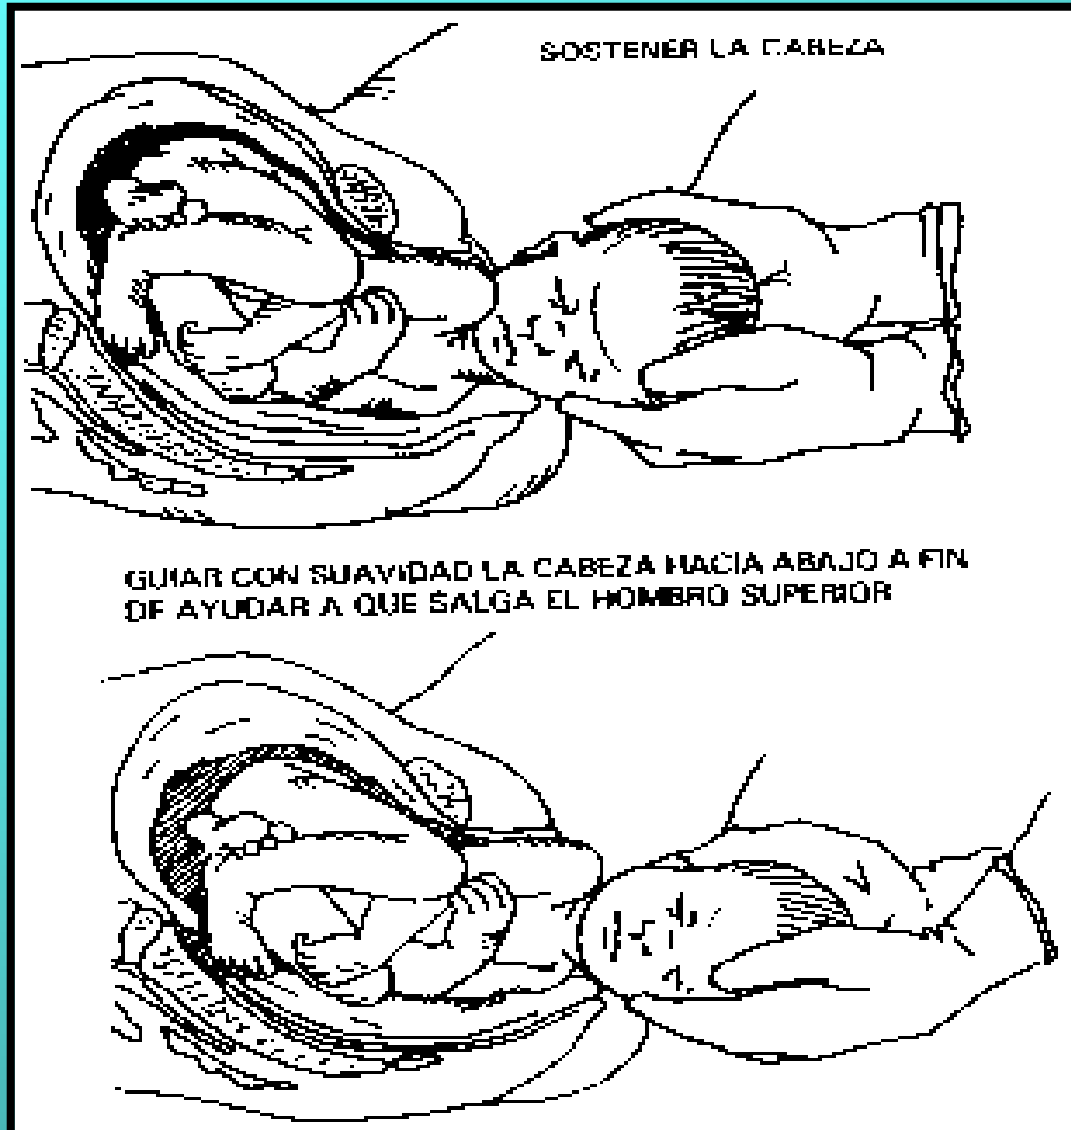 SOSTENER LA CABEZA
GUIAR CON SUAVIDAD LA CABEZA HACIA ABAJO A FIN
DE AYUDAR A QUE SALGA EL HOMBRO SUPERIOR